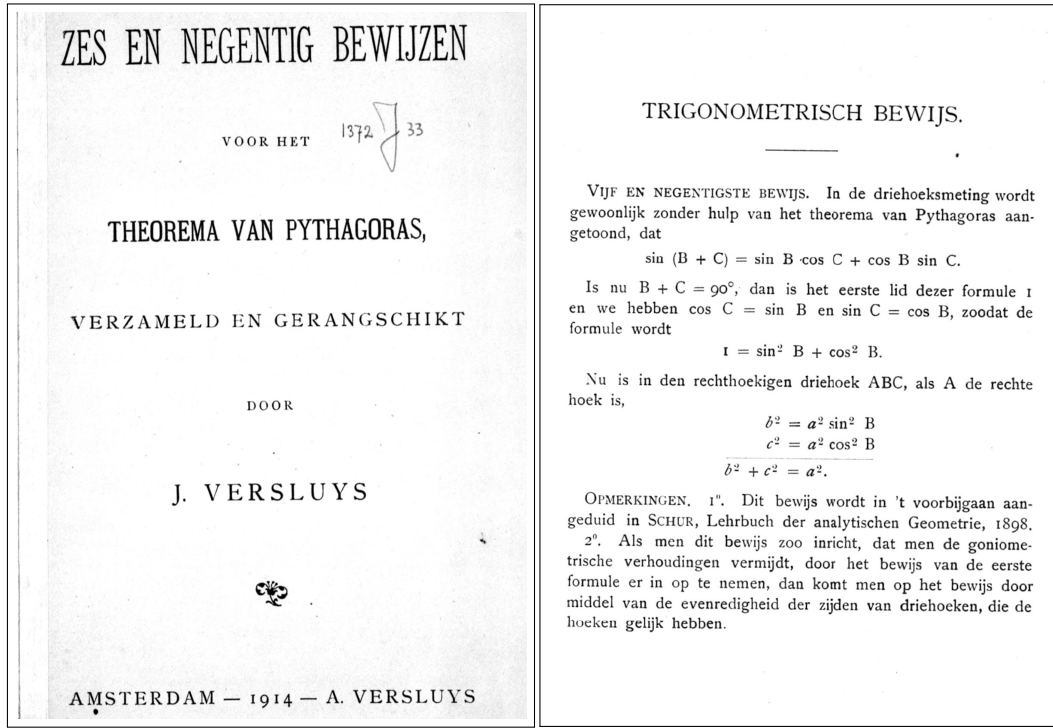 ZES EN NEGENTIG BEWIJZEN
VOOR HET
1372 J 33
THEOREMA VAN PYTHAGORAS,
VERZAMELD EN GERANGSCHIKT
DOOR
J. VERSLUYS
AMSTERDAM — 1914 — A. VERSLUYS
TRIGONOMETRISCH BEWIJS.
VIJF EN NEGENTIGSTE BEWIJS. In de driehoeksmeting wordt
gewoonlijk zonder hulp van het theorema van Pythagoras aan-
getoond, dat
sin (B + C) = sin B cos C + cos B sin C.
Is nu B + C = 90°, dan is het eerste lid dezer formule 1
en we hebben cos C = sin B en sin C = cos B, zoodat de
formule wordt
1 = sin² B + cos² B.
Nu is in den rechthoekigen driehoek ABC, als A de rechte
hoek is,
b² = a² sin² B
c² = a² cos² B
b² + c² = a².
OPMERKINGEN. 1º. Dit bewijs wordt in 't voorbijgaan aan-
geduid in SCHUR, Lehrbuch der analytischen Geometrie, 1898.
2º. Als men dit bewijs zoo inricht, dat men de goniome-
trische verhoudingen vermijdt, door het bewijs van de eerste
formule er in op te nemen, dan komt men op het bewijs door
middel van de evenredigheid der zijden van driehoeken, die de
hoeken gelijk hebben.